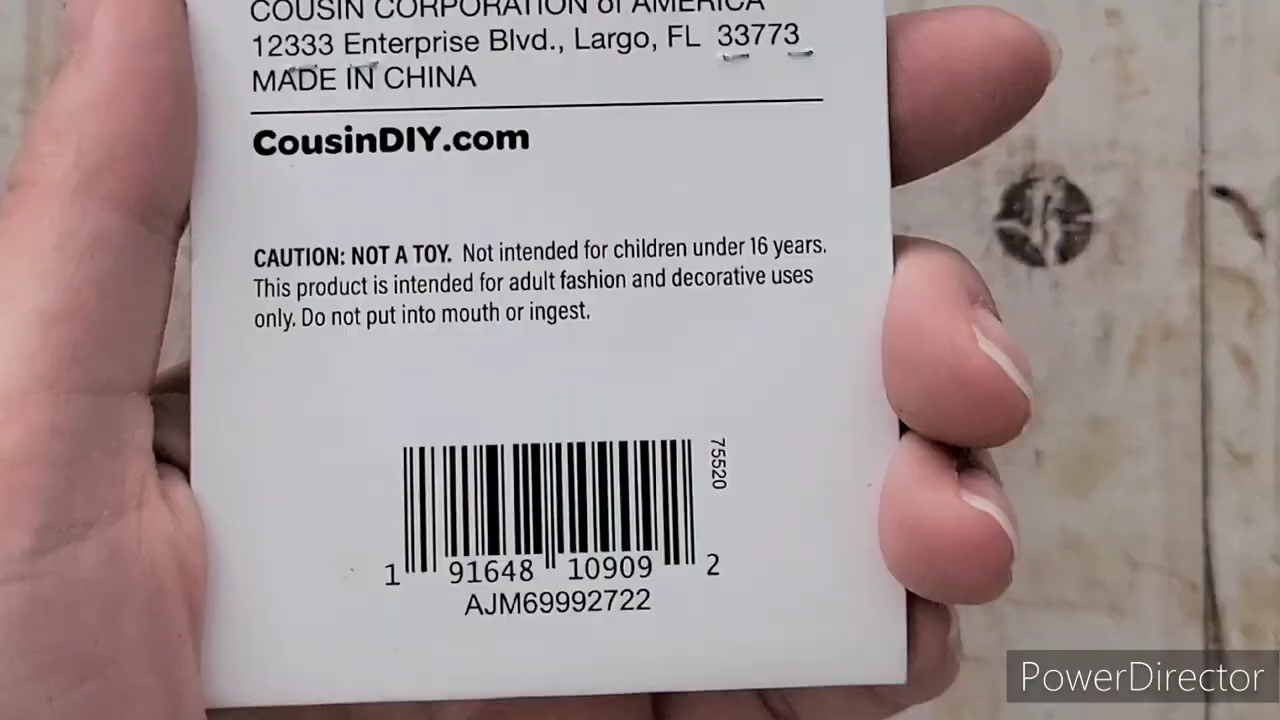 COUSIN CORPORATION of AMERICA
12333 Enterprise Blvd., Largo, FL 33773
MADE IN CHINA
CousinDIY.com
CAUTION: NOT A TOY. Not intended for children under 16 years.
This product is intended for adult fashion and decorative uses
only. Do not put into mouth or ingest.
75520
1 91648 10909 2
AJM69992722
PowerDirector